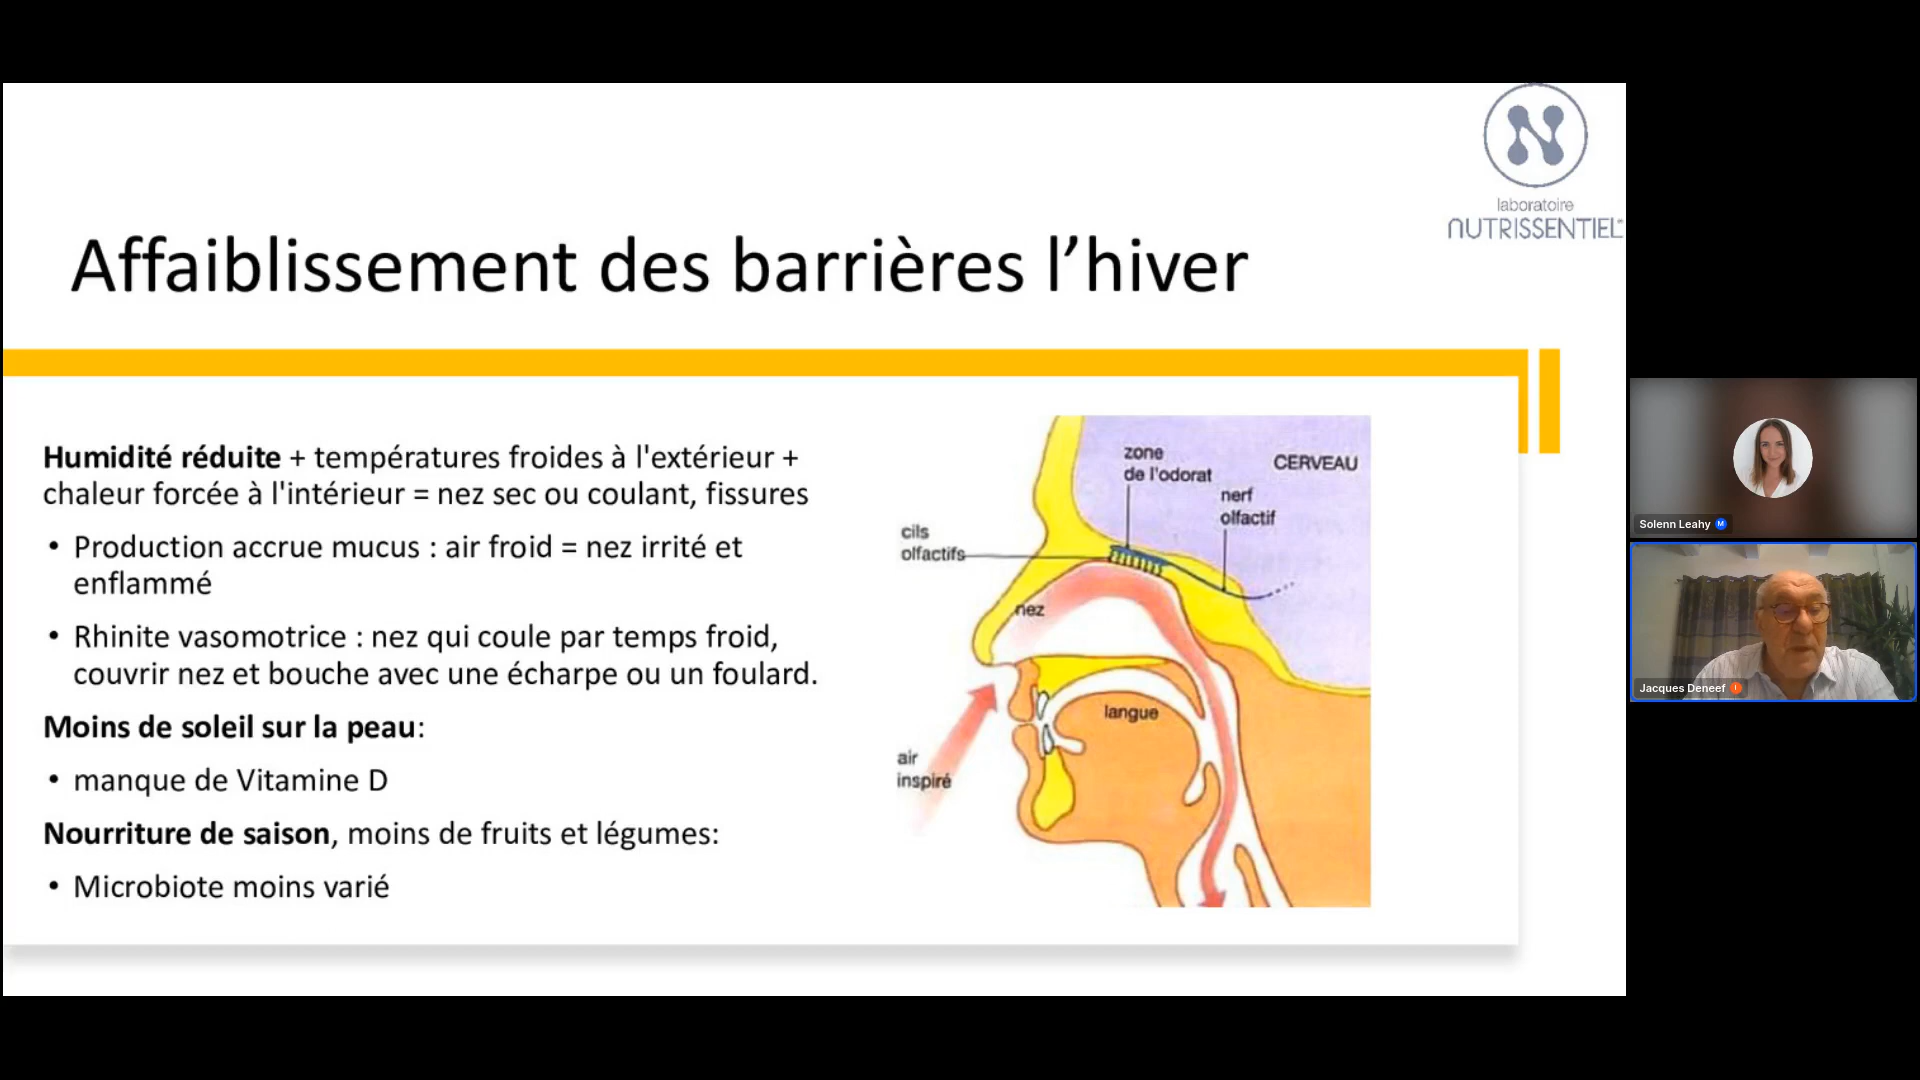 laboratoire
NUTRISSENTIEL
Affaiblissement des barrières l’hiver
Humidité réduite + températures froides à l'extérieur +
chaleur forcée à l'intérieur = nez sec ou coulant, fissures
• Production accrue mucus : air froid = nez irrité et
enflammé
• Rhinite vasomotrice : nez qui coule par temps froid,
couvrir nez et bouche avec une écharpe ou un foulard.
Moins de soleil sur la peau:
• manque de Vitamine D
Nourriture de saison, moins de fruits et légumes:
• Microbiote moins varié
zone
de l'odorat
CERVEAU
nerf
olfactif
cils
olfactifs
nez
langue
air
inspiré
Solenn Leahy M
Jacques Deneef I